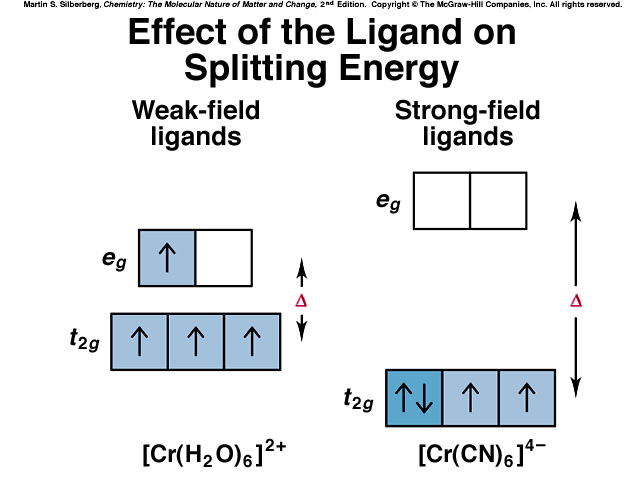 Martin S. Silberberg, Chemistry: The Molecular Nature of Matter and Change, 2nd Edition. Copyright © The McGraw-Hill Companies, Inc. All rights reserved.
Effect of the Ligand on
Splitting Energy
Weak-field
ligands
Strong-field
ligands
eg
eg
Δ
Δ
t2g
t2g
[Cr(H2O)6]2+
[Cr(CN)6]4−